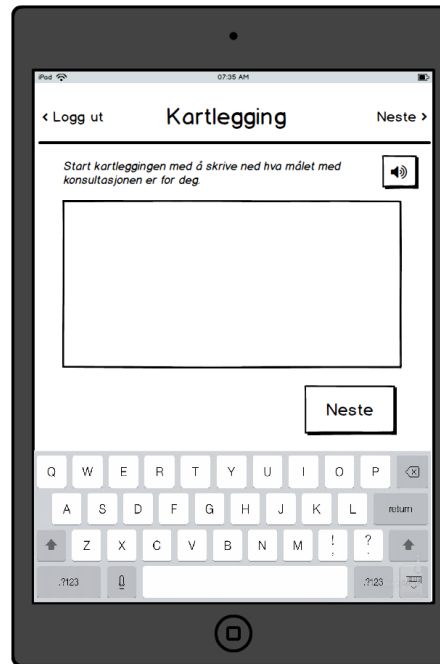 iPod 07:35 AM
< Logg ut Kartlegging Neste >
Start kartleggingen med å skrive ned hva målet med
konsultasjonen er for deg.
Neste
Q W E R T Y U I O P
A S D F G H J K L return
Z X C V B N M ! , ? .
.?123 .?123